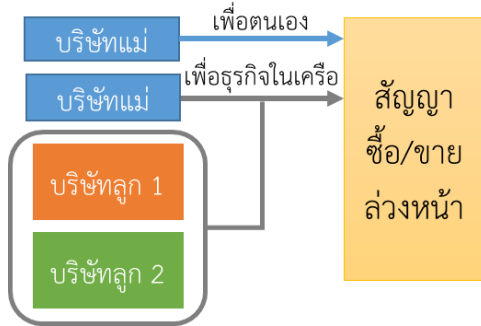 เพื่อตนเอง
บริษัทแม่
เพื่อธุรกิจในเครือ
บริษัทแม่
สัญญา
ซื้อ/ขาย
ล่วงหน้า
บริษัทลูก 1
บริษัทลูก 2